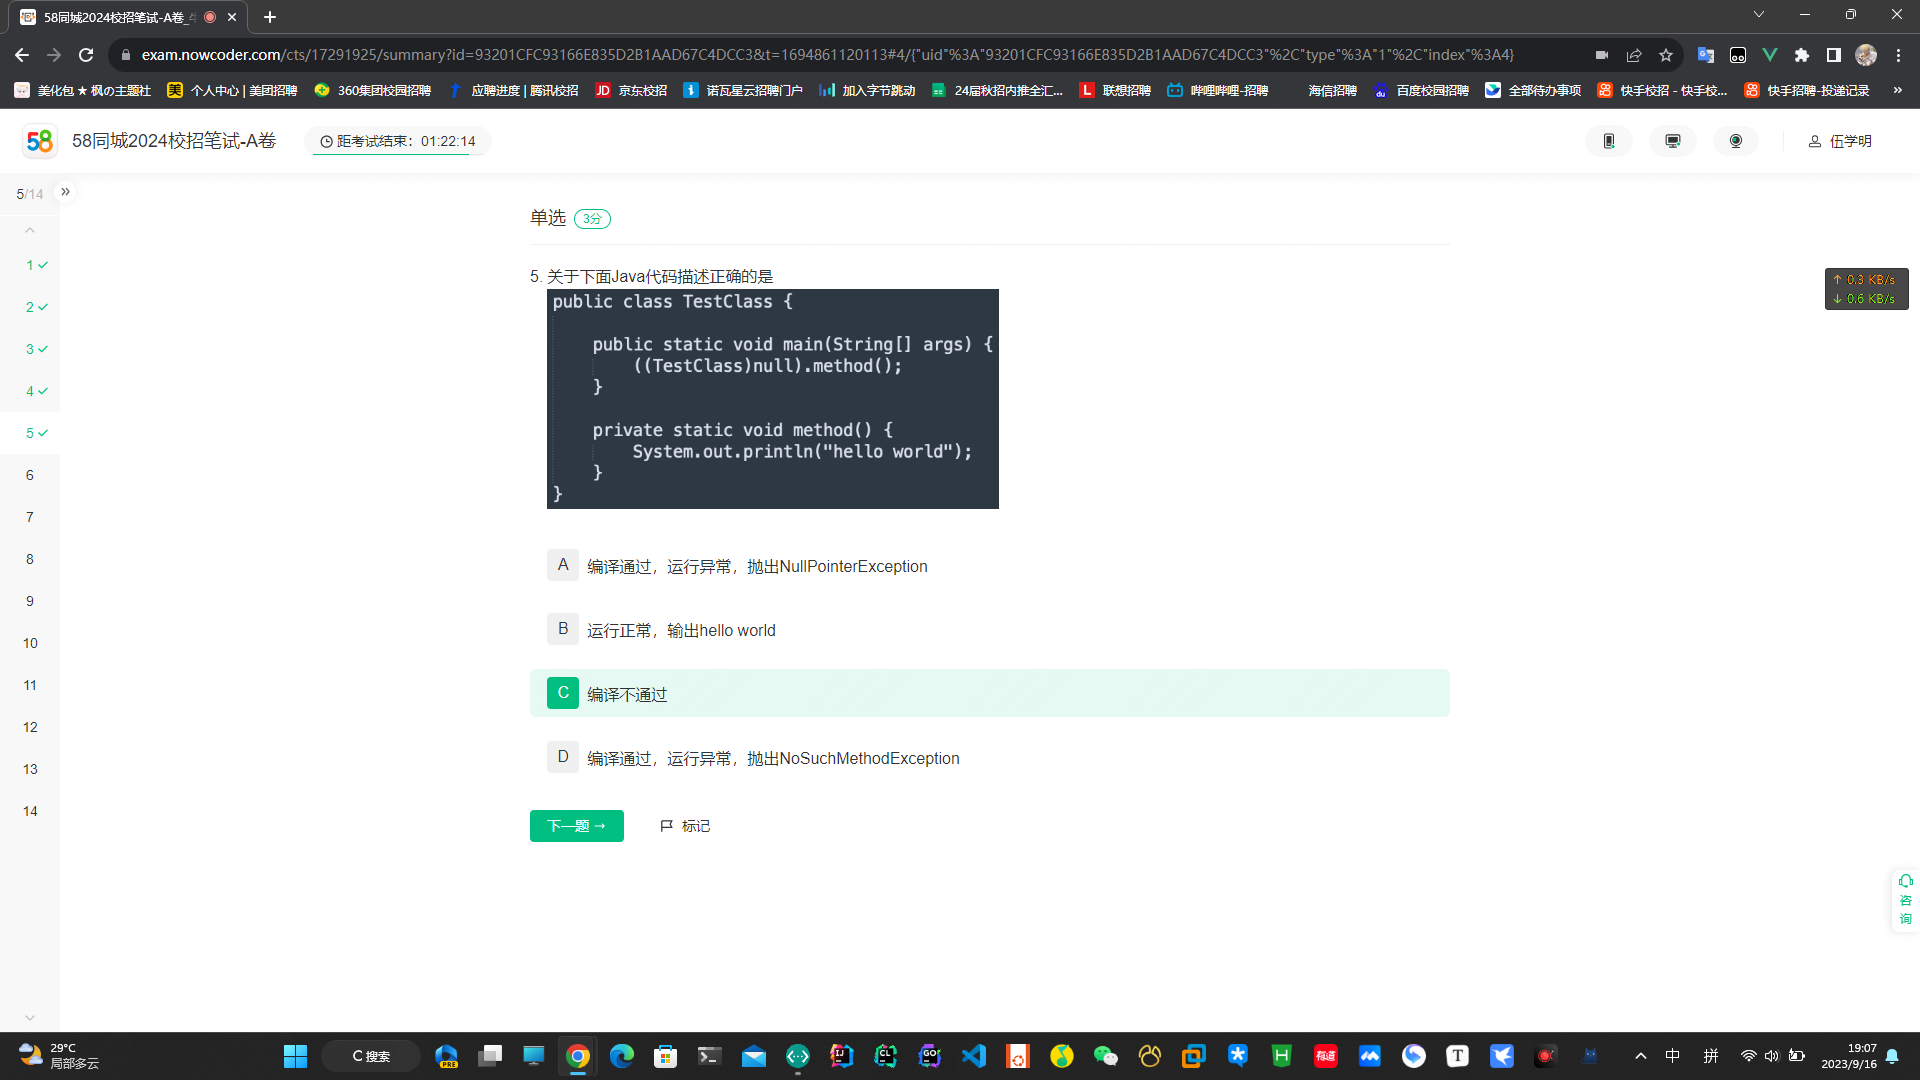 58同城2024校招笔试-A卷_牛
exam.nowcoder.com/cts/17291925/summary?id=93201CFC93166E835D2B1AAD67C4DCC3&t=1694861120113#4/{"uid"%3A"93201CFC93166E835D2B1AAD67C4DCC3"%2C"type"%3A"1"%2C"index"%3A4}
美化包 ★ 枫の主题社 美 个人中心 | 美团招聘 360集团校园招聘 应聘进度 | 腾讯校招 JD 京东校招 诺瓦星云招聘门户 加入字节跳动 24届秋招内推全汇... L 联想招聘 哔哩哔哩-招聘 海信招聘 du 百度校园招聘 全部待办事项 快手校招 - 快手校... 快手招聘-投递记录 »
58 58同城2024校招笔试-A卷 距考试结束：01:22:14 伍学明
5/14
单选 3分
5. 关于下面Java代码描述正确的是
public class TestClass {
public static void main(String[] args) {
((TestClass)null).method();
}
private static void method() {
System.out.println("hello world");
}
}
A 编译通过，运行异常，抛出NullPointerException
B 运行正常，输出hello world
C 编译不通过
D 编译通过，运行异常，抛出NoSuchMethodException
下一题 → 标记
1
2
3
4
5
6
7
8
9
10
11
12
13
14
↑ 0.3 KB/s
↓ 0.6 KB/s
咨
询
29°C
局部多云
搜索
PRE
IJ
CL
GO
H
有道
T
中
拼
19:07
2023/9/16